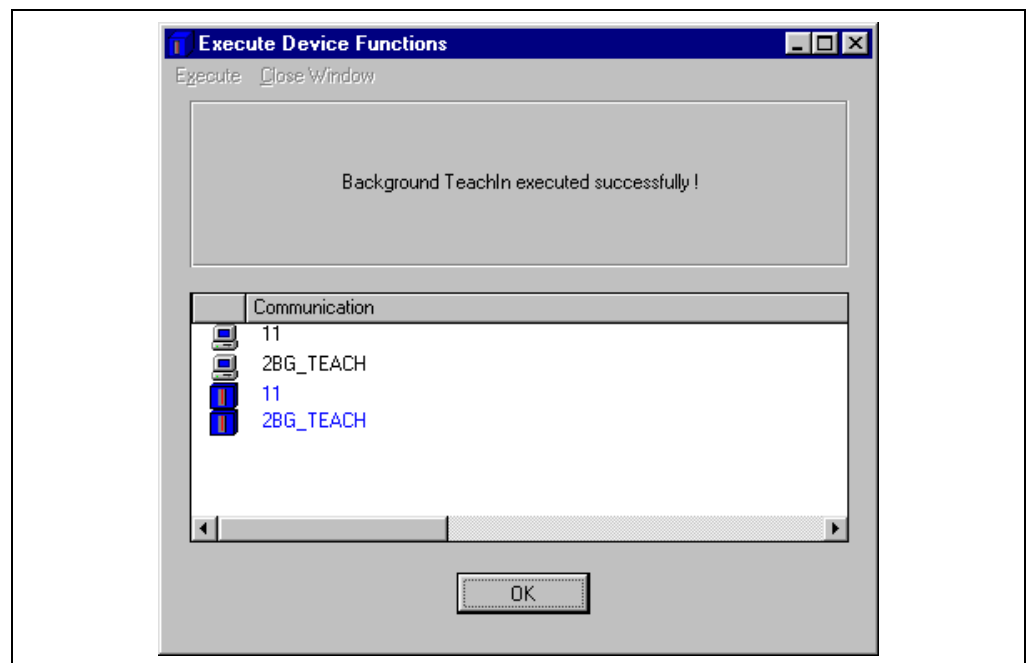 Execute Device Functions
Execute Close Window
Background TeachIn executed successfully !
Communication
11
2BG_TEACH
11
2BG_TEACH
OK